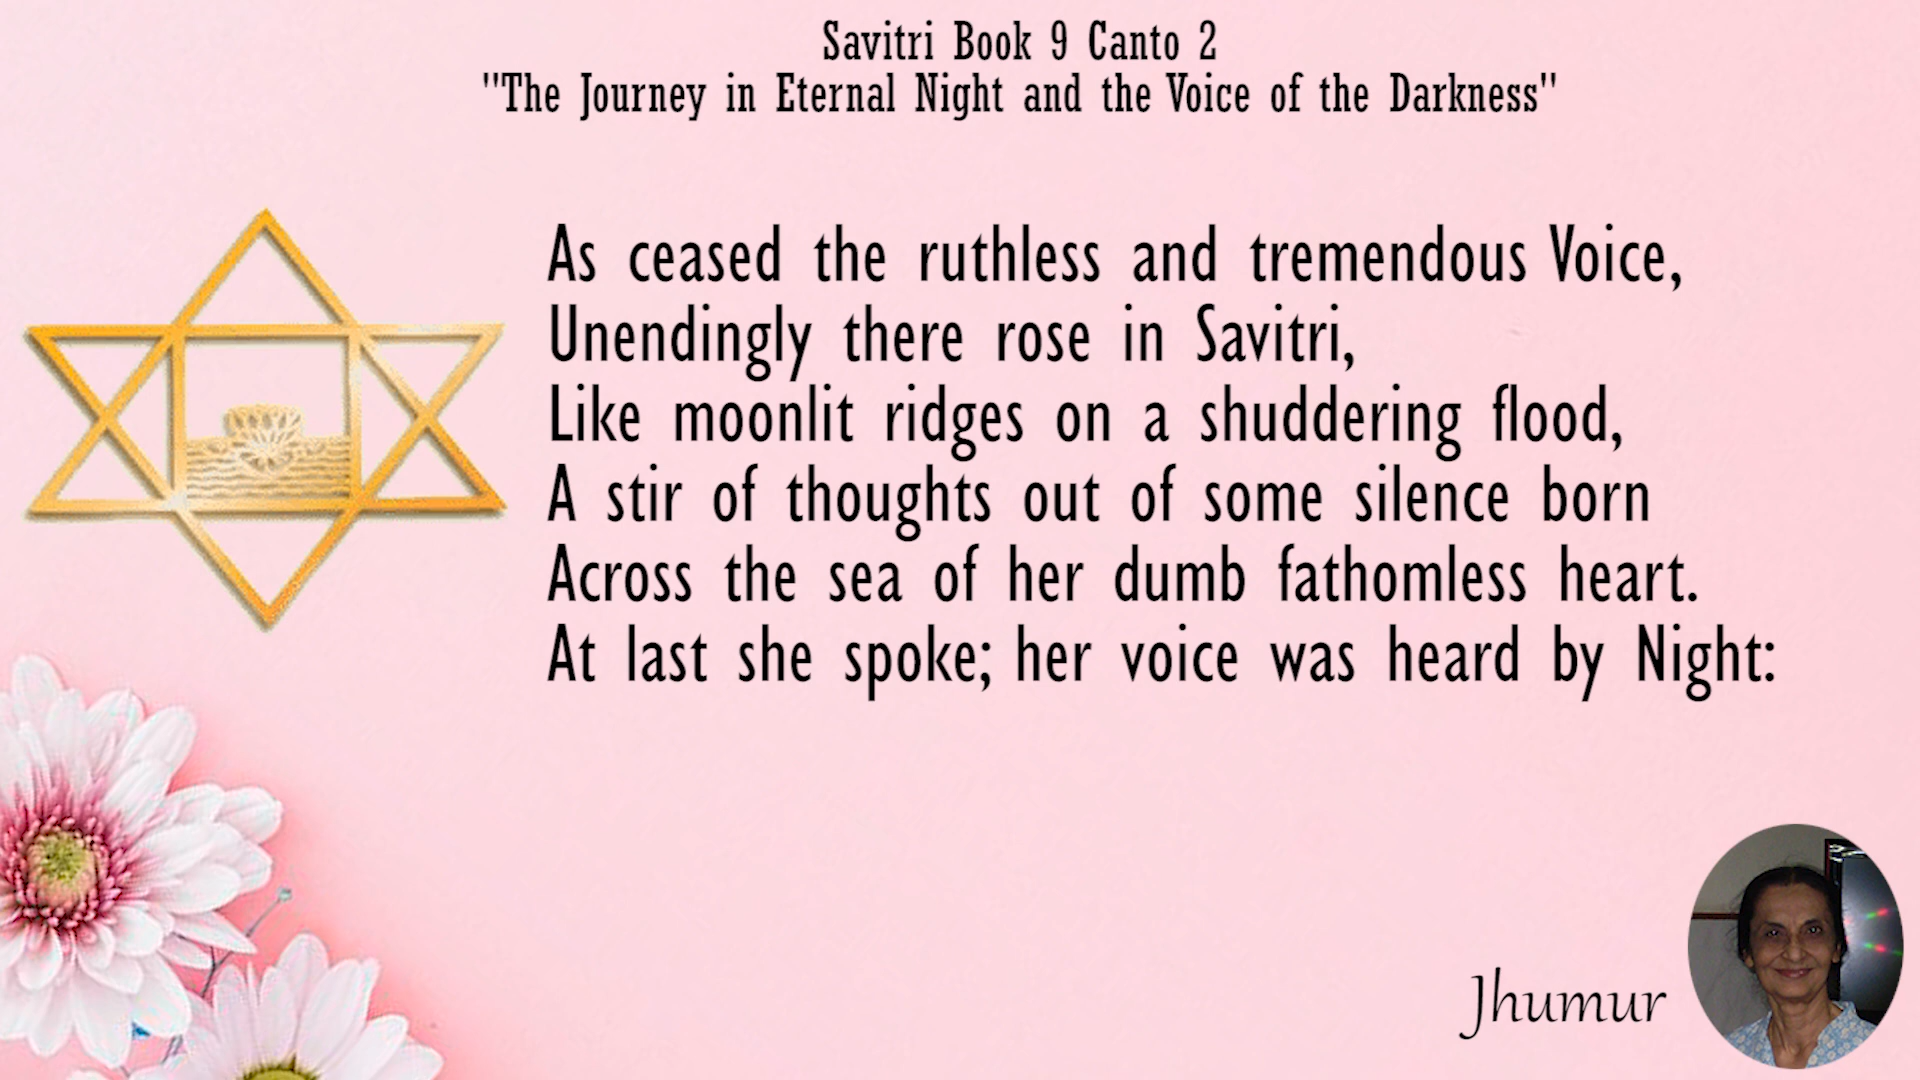 Savitri Book 9 Canto 2
"The Journey in Eternal Night and the Voice of the Darkness"
As ceased the ruthless and tremendous Voice,
Unendingly there rose in Savitri,
Like moonlit ridges on a shuddering flood,
A stir of thoughts out of some silence born
Across the sea of her dumb fathomless heart.
At last she spoke; her voice was heard by Night:
Jhumur